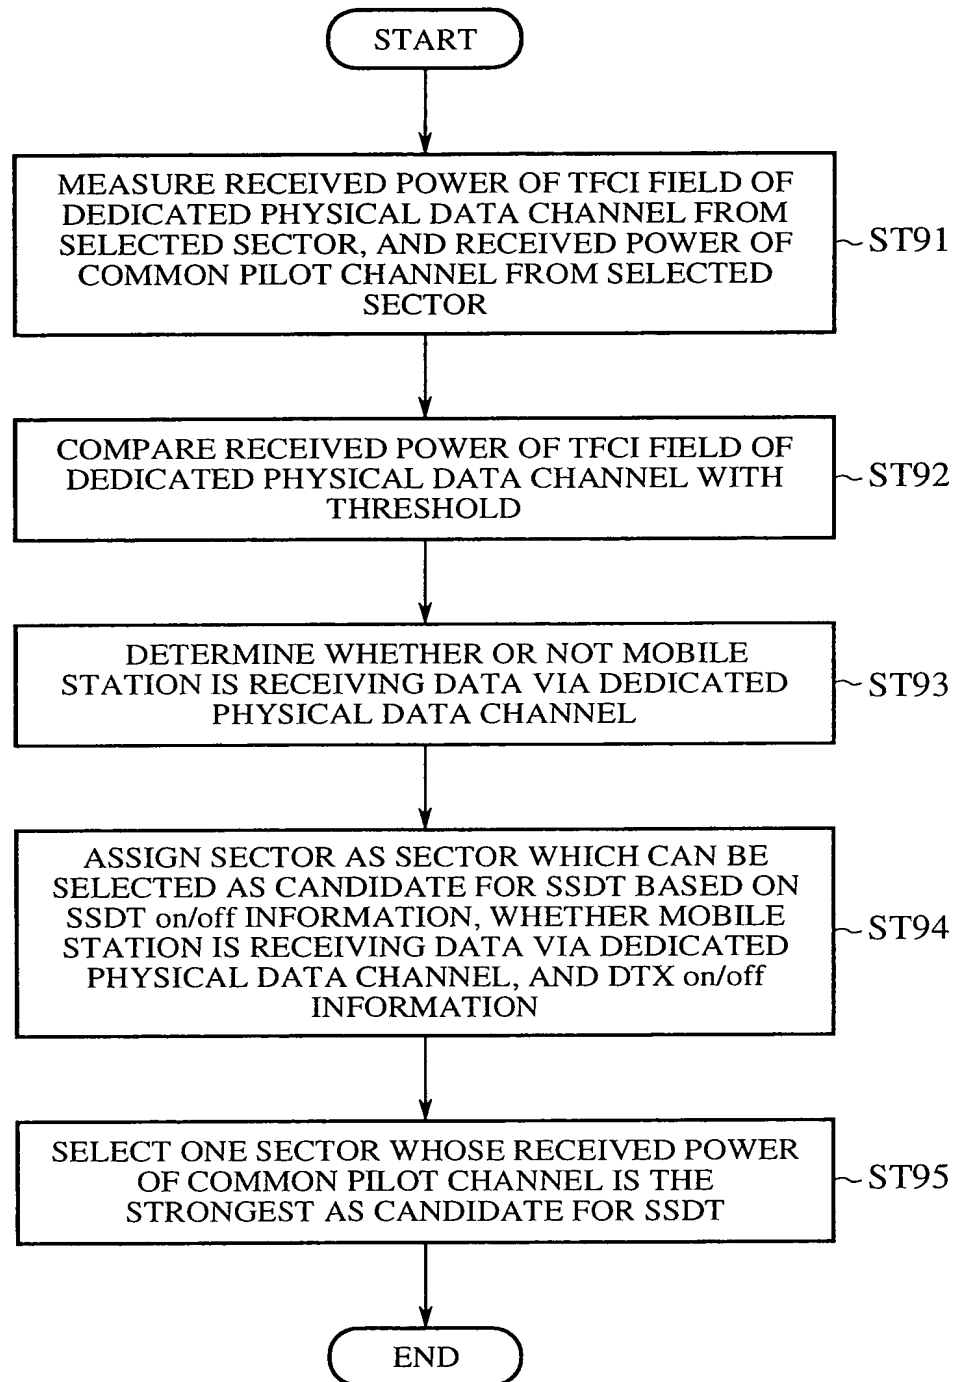 START
MEASURE RECEIVED POWER OF TFCI FIELD OF
DEDICATED PHYSICAL DATA CHANNEL FROM
SELECTED SECTOR, AND RECEIVED POWER OF
COMMON PILOT CHANNEL FROM SELECTED
SECTOR
ST91
COMPARE RECEIVED POWER OF TFCI FIELD OF
DEDICATED PHYSICAL DATA CHANNEL WITH
THRESHOLD
ST92
DETERMINE WHETHER OR NOT MOBILE
STATION IS RECEIVING DATA VIA DEDICATED
PHYSICAL DATA CHANNEL
ST93
ASSIGN SECTOR AS SECTOR WHICH CAN BE
SELECTED AS CANDIDATE FOR SSDT BASED ON
SSDT on/off INFORMATION, WHETHER MOBILE
STATION IS RECEIVING DATA VIA DEDICATED
PHYSICAL DATA CHANNEL, AND DTX on/off
INFORMATION
ST94
SELECT ONE SECTOR WHOSE RECEIVED POWER
OF COMMON PILOT CHANNEL IS THE
STRONGEST AS CANDIDATE FOR SSDT
ST95
END